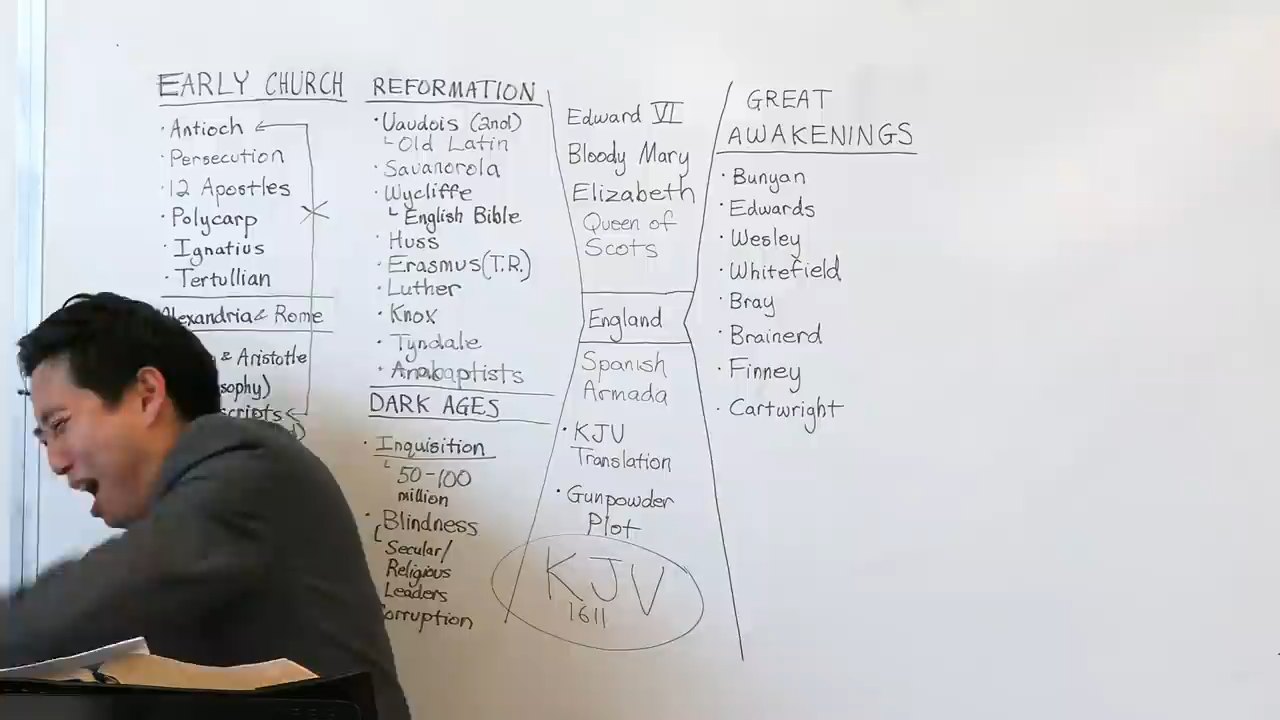 EARLY CHURCH
· Antioch
· Persecution
· 12 Apostles
· Polycarp
· Ignatius
· Tertullian
Alexandria & Rome
& Aristotle
REFORMATION
· Vaudois (2nd)
└ Old Latin
· Savanorola
· Wycliffe
└ English Bible
· Huss
· Erasmus (T.R.)
· Luther
· Knox
· Tyndale
· Anabaptists
DARK AGES
· Inquisition
└ 50-100
million
· Blindness
Secular/
Religious
Leaders
Edward VI
Bloody Mary
Elizabeth
Queen of
Scots
England
Spanish
Armada
· KJV
Translation
· Gunpowder
Plot
KJV
1611
GREAT
AWAKENINGS
· Bunyan
· Edwards
· Wesley
· Whitefield
· Bray
· Brainerd
· Finney
· Cartwright